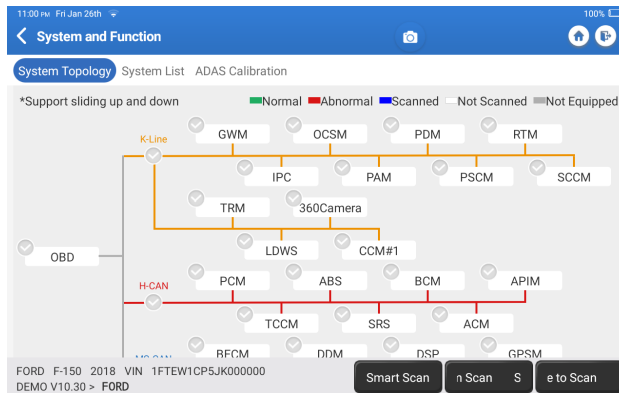 11:00 PM Fri Jan 26th 100%
System and Function
System Topology System List ADAS Calibration
*Support sliding up and down Normal Abnormal Scanned Not Scanned Not Equipped
K-Line GWM OCSM PDM RTM
IPC PAM PSCM SCCM
TRM 360Camera
OBD LDWS CCM#1
H-CAN PCM ABS BCM APIM
TCCM SRS ACM
BECM DDM DSP GPSM
FORD F-150 2018 VIN 1FTEW1CP5JK000000
DEMO V10.30 > FORD
Smart Scan n Scan S e to Scan